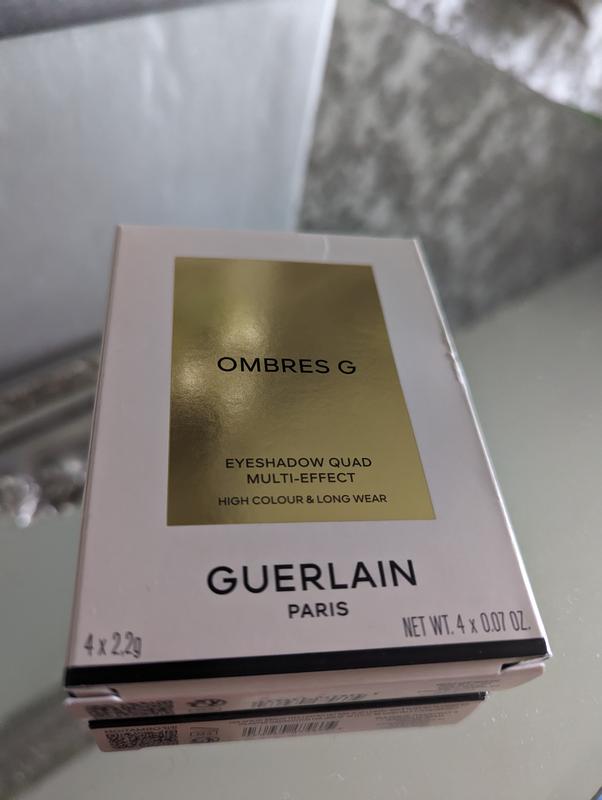 OMBRES G
EYESHADOW QUAD
MULTI-EFFECT
HIGH COLOUR & LONG WEAR
GUERLAIN
PARIS
4 x 2,2g
NET WT. 4 x 0.07 OZ.